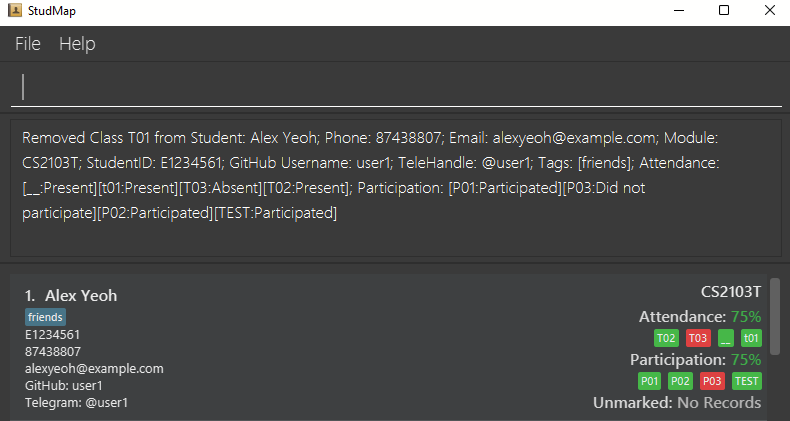 StudMap
File Help
Removed Class T01 from Student: Alex Yeoh; Phone: 87438807; Email: alexyeoh@example.com; Module:
CS2103T; StudentID: E1234561; GitHub Username: user1; TeleHandle: @user1; Tags: [friends]; Attendance:
[__:Present][t01:Present][T03:Absent][T02:Present]; Participation: [P01:Participated][P03:Did not
participate][P02:Participated][TEST:Participated]
1. Alex Yeoh
friends
E1234561
87438807
alexyeoh@example.com
GitHub: user1
Telegram: @user1
CS2103T
Attendance: 75%
T02 T03 __ t01
Participation: 75%
P01 P02 P03 TEST
Unmarked: No Records